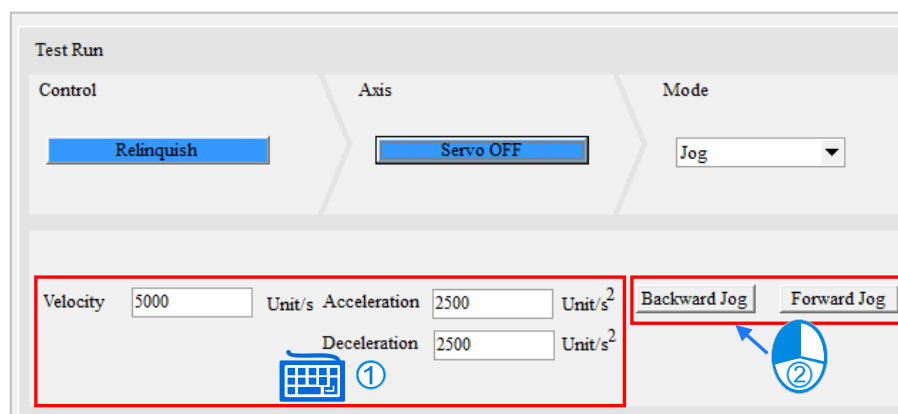 Test Run
Control Axis Mode
Relinquish Servo OFF Jog
Velocity 5000 Unit/s Acceleration 2500 Unit/s² Backward Jog Forward Jog
Deceleration 2500 Unit/s²
① ②